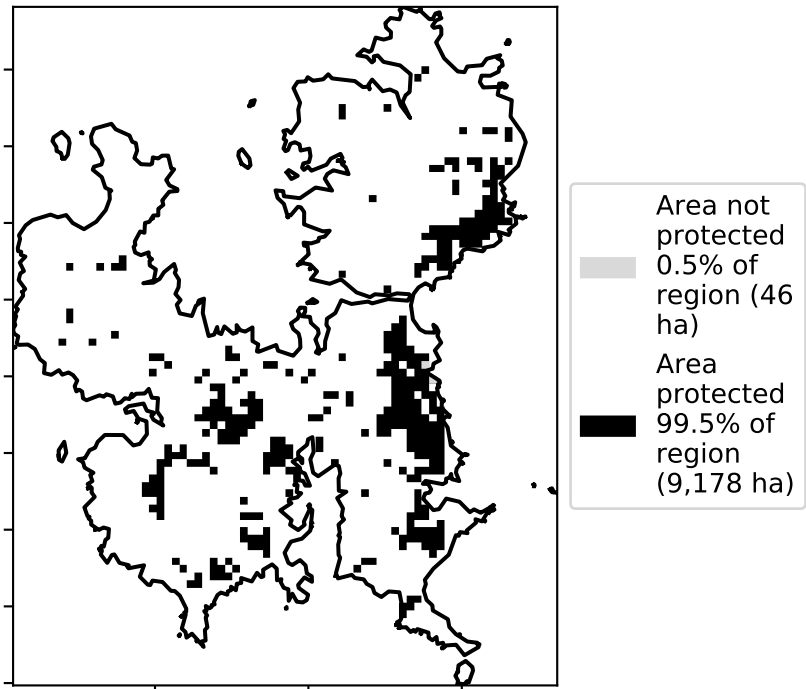 Area not
protected
0.5% of
region (46
ha)
Area
protected
99.5% of
region
(9,178 ha)